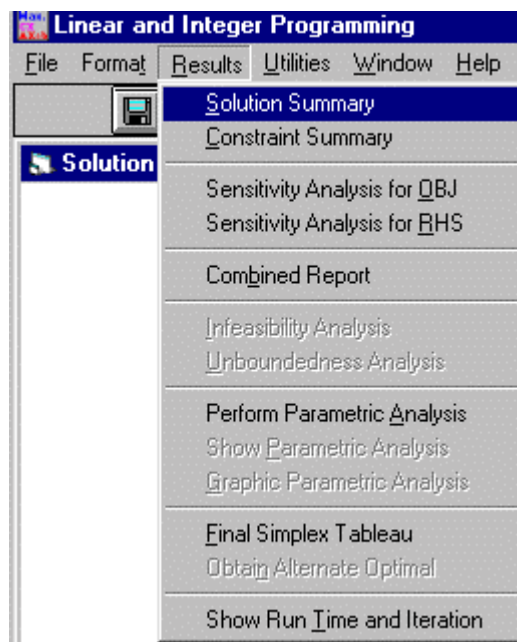 Linear and Integer Programming
File Format Results Utilities Window Help
Solution Summary
Constraint Summary
Solution
Sensitivity Analysis for OBJ
Sensitivity Analysis for RHS
Combined Report
Infeasibility Analysis
Unboundedness Analysis
Perform Parametric Analysis
Show Parametric Analysis
Graphic Parametric Analysis
Final Simplex Tableau
Obtain Alternate Optimal
Show Run Time and Iteration